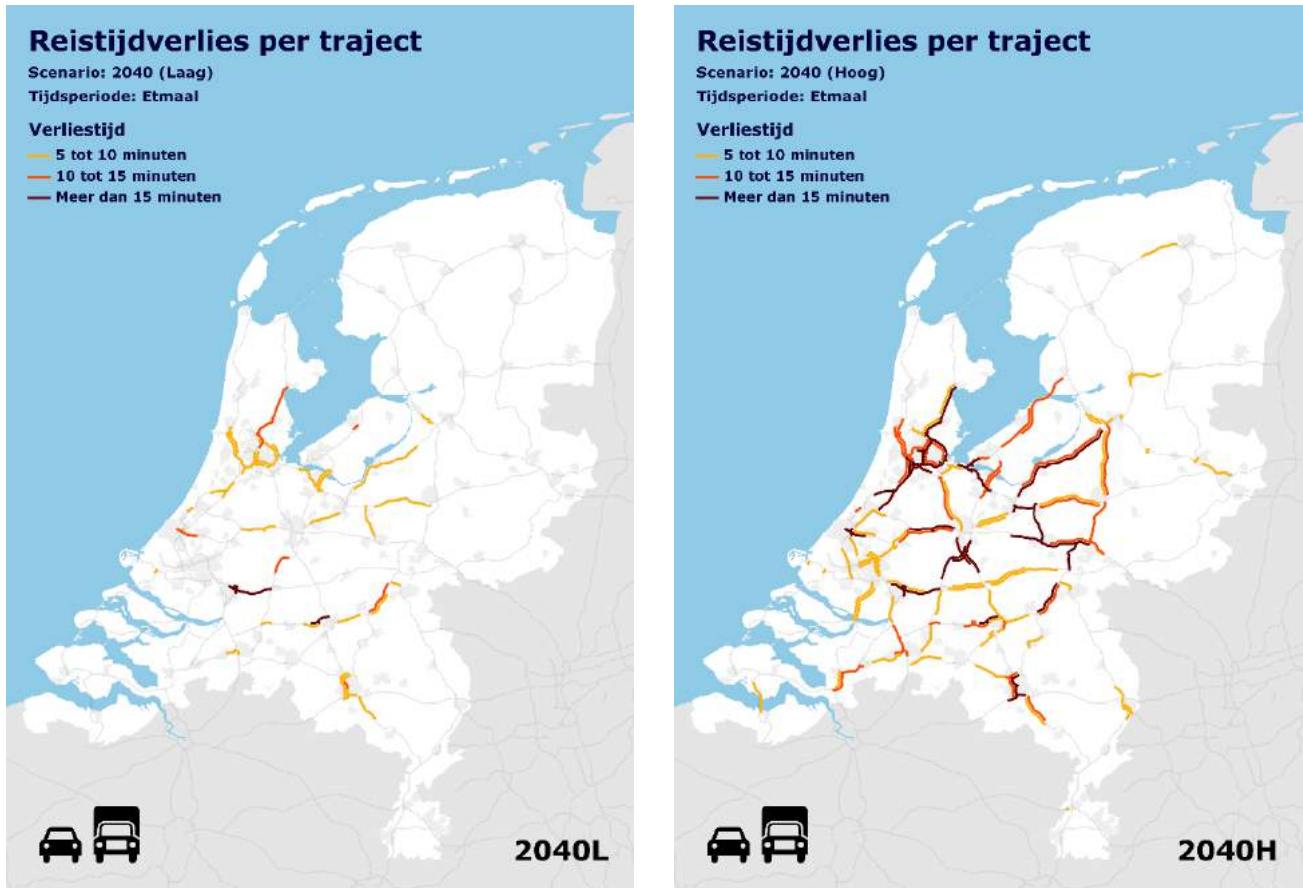 Reistijdverlies per traject
Scenario: 2040 (Laag)
Tijdsperiode: Etmaal
Verliestijd
5 tot 10 minuten
10 tot 15 minuten
Meer dan 15 minuten
2040L
Reistijdverlies per traject
Scenario: 2040 (Hoog)
Tijdsperiode: Etmaal
Verliestijd
5 tot 10 minuten
10 tot 15 minuten
Meer dan 15 minuten
2040H